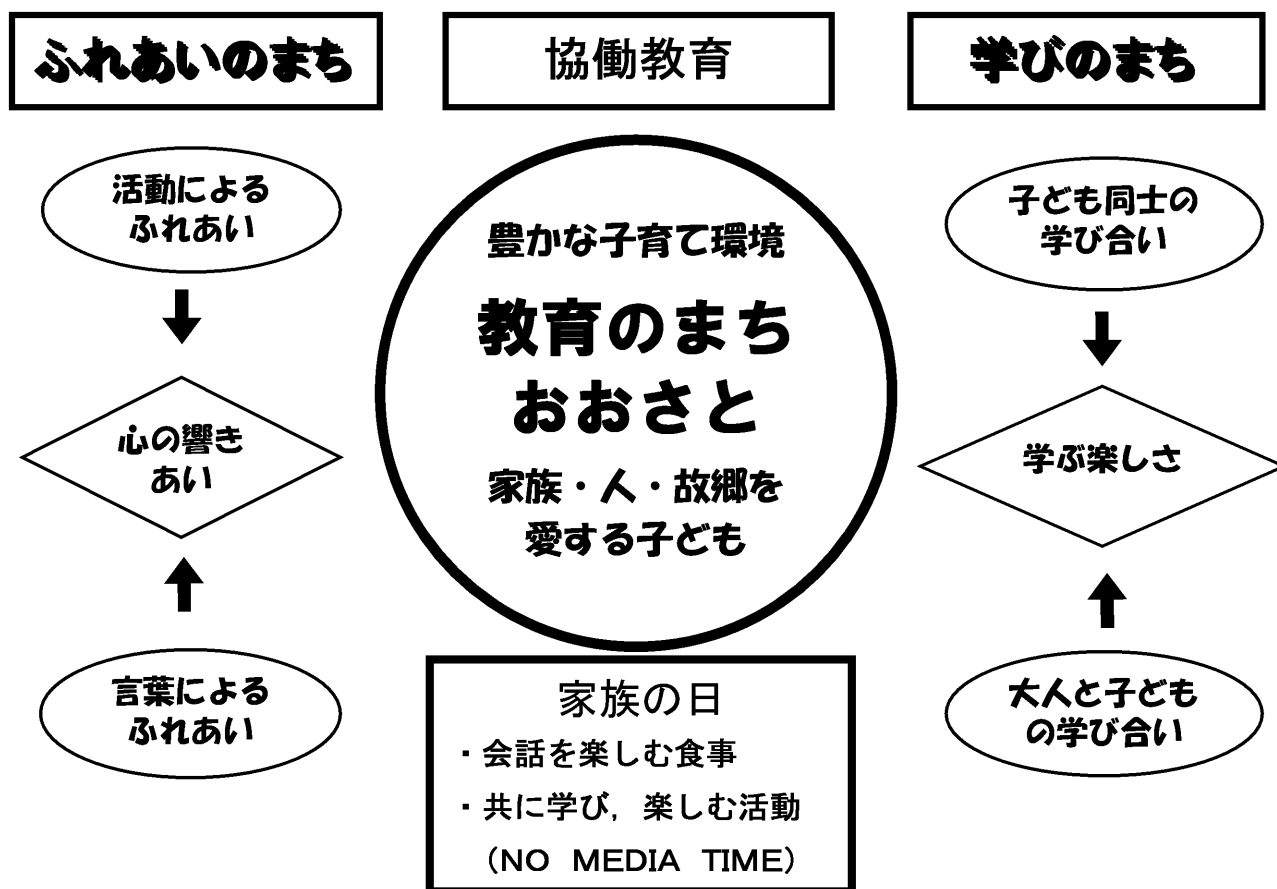 ふれあいのまち
協働教育
学びのまち
活動による
ふれあい
心の響き
あい
言葉による
ふれあい
豊かな子育て環境
教育のまち
おおさと
家族・人・故郷を
愛する子ども
家族の日
・会話を楽しむ食事
・共に学び，楽しむ活動
（NO MEDIA TIME）
子ども同士の
学び合い
学ぶ楽しさ
大人と子ども
の学び合い